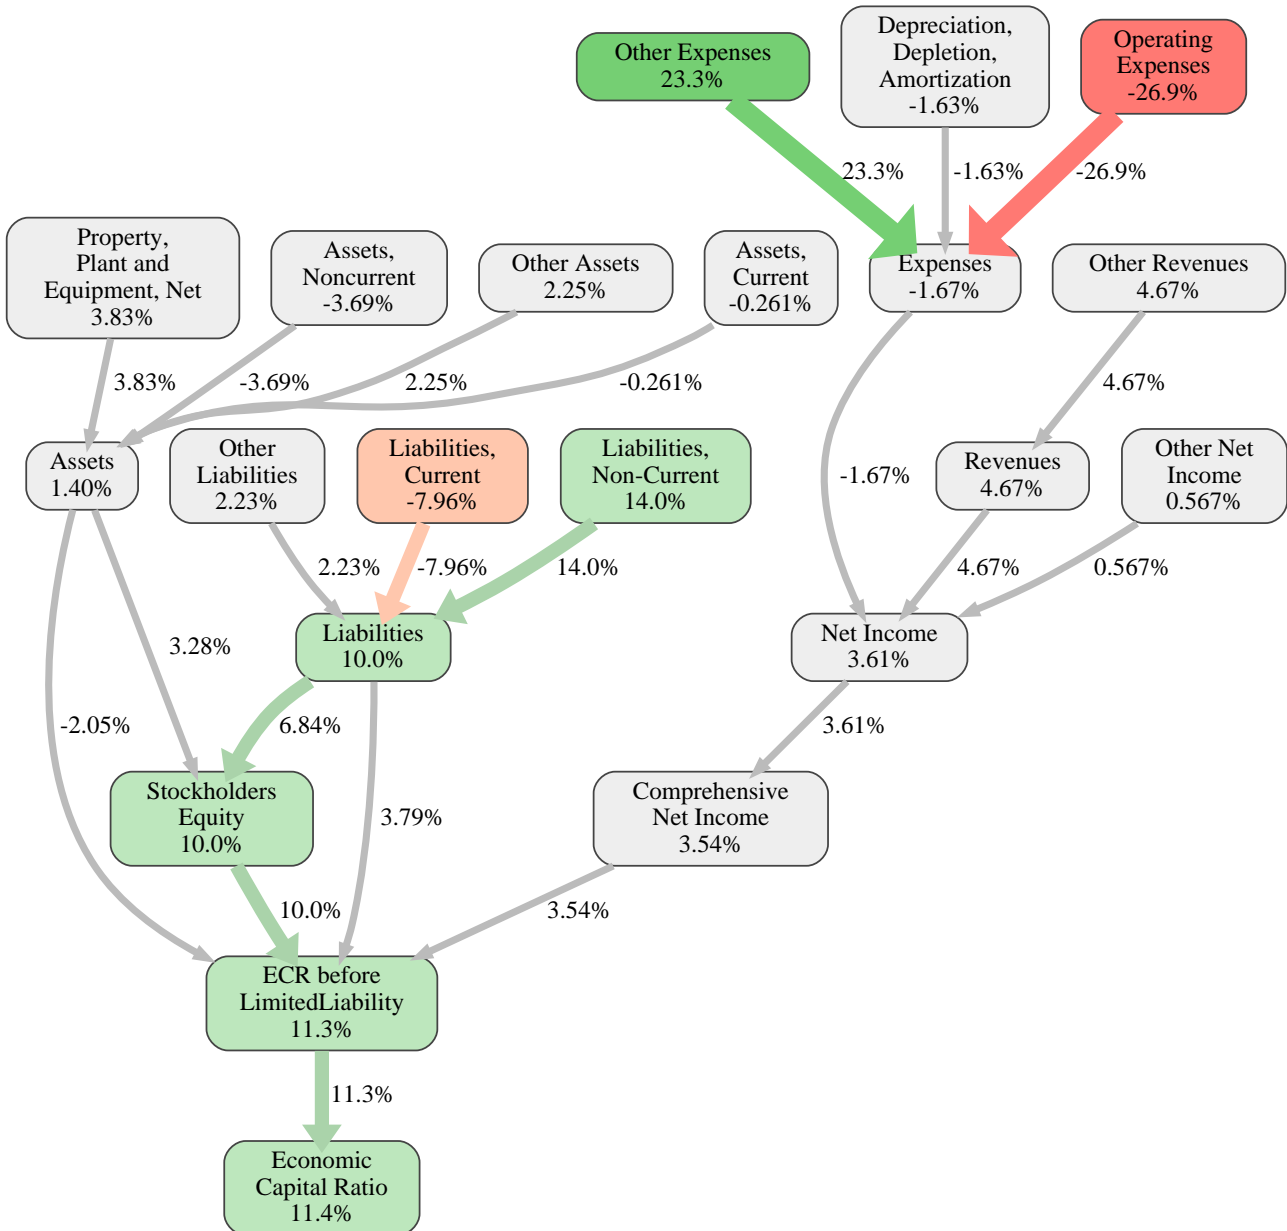 Other Expenses
23.3%
Depreciation,
Depletion,
Amortization
-1.63%
Operating
Expenses
-26.9%
23.3%
-1.63%
-26.9%
Property,
Plant and
Equipment, Net
3.83%
Assets,
Noncurrent
-3.69%
Other Assets
2.25%
Assets,
Current
-0.261%
Expenses
-1.67%
Other Revenues
4.67%
3.83%
-3.69%
2.25%
-0.261%
4.67%
Assets
1.40%
Other
Liabilities
2.23%
Liabilities,
Current
-7.96%
Liabilities,
Non-Current
14.0%
-1.67%
Revenues
4.67%
Other Net
Income
0.567%
2.23%
-7.96%
14.0%
4.67%
0.567%
Liabilities
10.0%
Net Income
3.61%
3.28%
-2.05%
6.84%
3.61%
Stockholders
Equity
10.0%
3.79%
Comprehensive
Net Income
3.54%
10.0%
3.54%
ECR before
LimitedLiability
11.3%
11.3%
Economic
Capital Ratio
11.4%